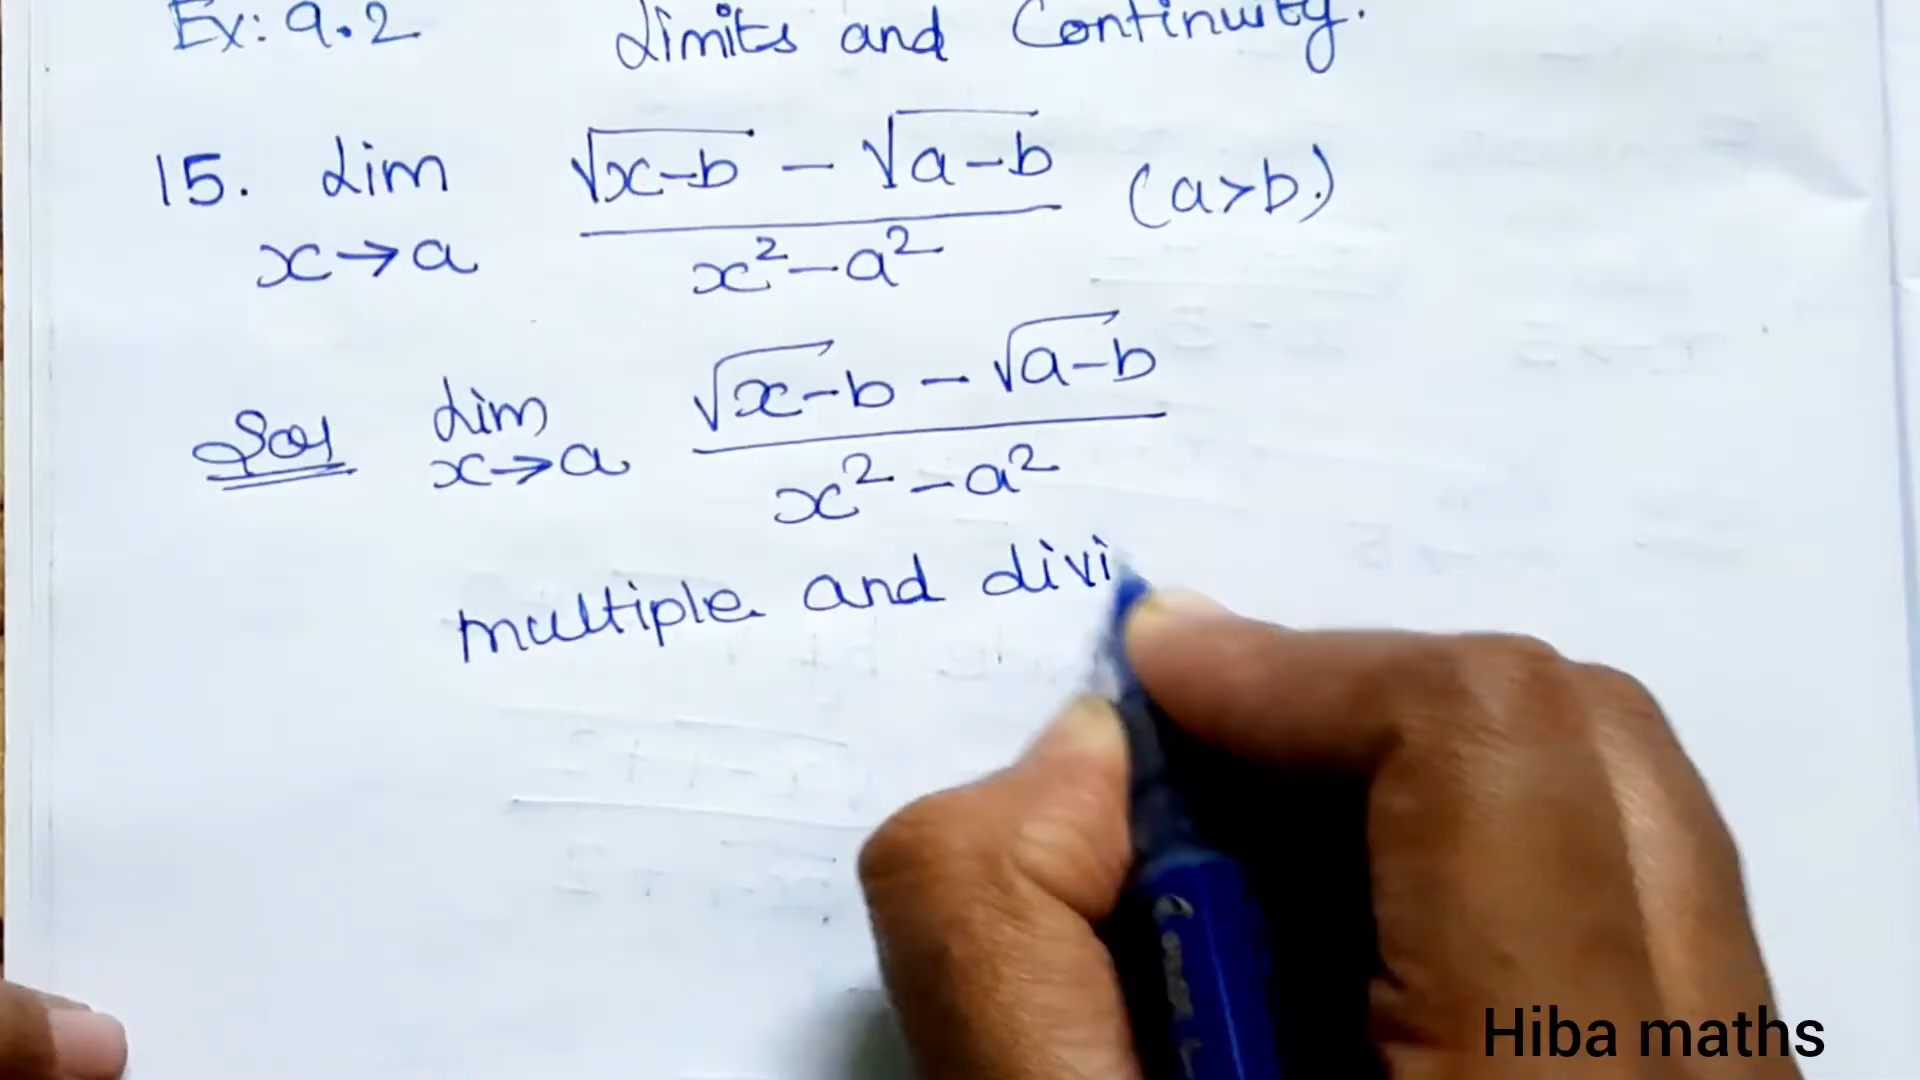 Ex: 9.2 Limits and Continuity.
15. Lim x→a (√(x-b) - √(a-b)) / (x² - a²) (a>b.)
Sol Lim x→a (√(x-b) - √(a-b)) / (x² - a²)
multiple and divi
Hiba maths